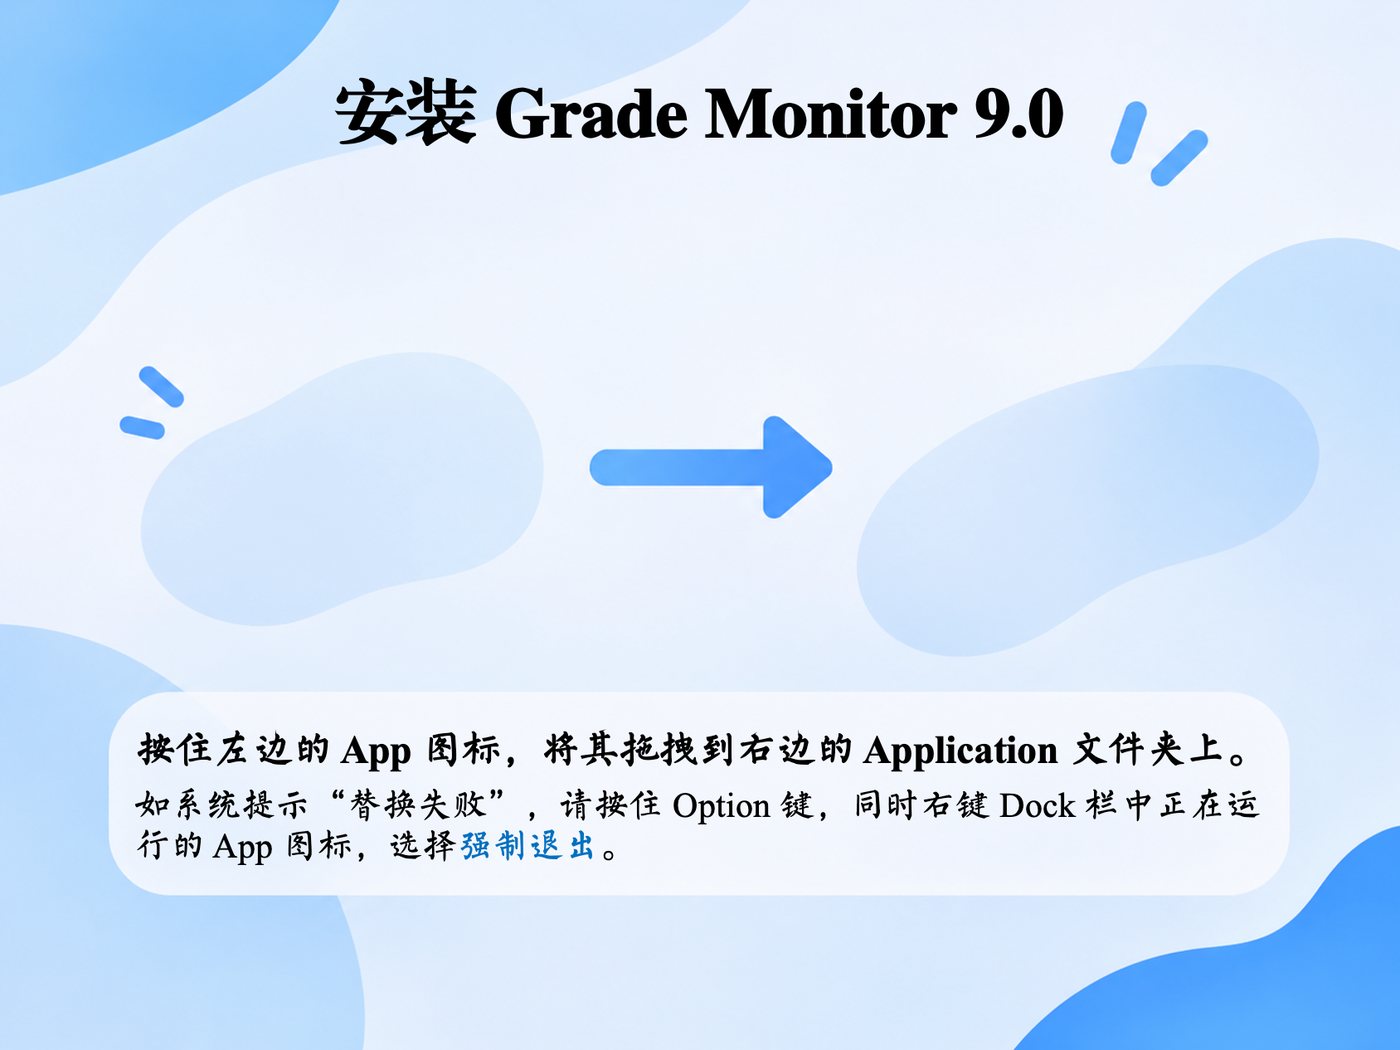 安装 Grade Monitor 9.0
按住左边的 App 图标，将其拖拽到右边的 Application 文件夹上。
如系统提示“替换失败”，请按住 Option 键，同时右键 Dock 栏中正在运
行的 App 图标，选择强制退出。